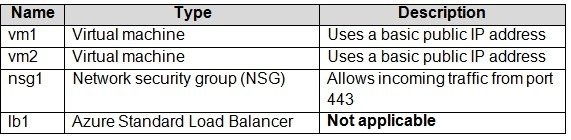 Name Type Description
vm1 Virtual machine Uses a basic public IP address
vm2 Virtual machine Uses a basic public IP address
nsg1 Network security group (NSG) Allows incoming traffic from port
443
lb1 Azure Standard Load Balancer Not applicable